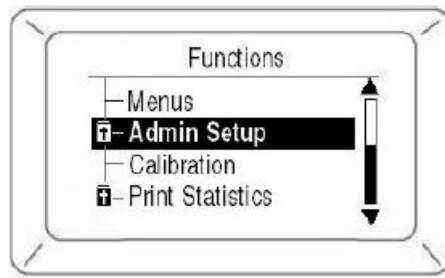 Functions
Menus
Admin Setup
Calibration
Print Statistics